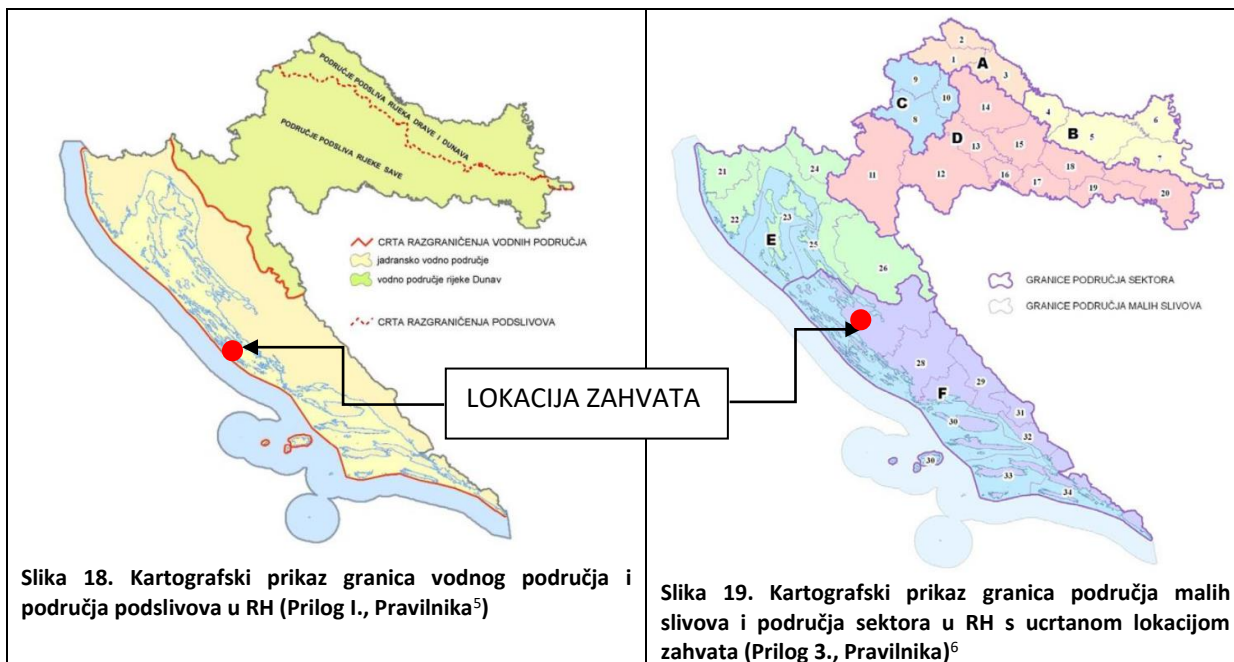 PODRUČJE PODSLIVA RIJEKA DRAVE I DUNAVA
PODRUČJE PODSLIVA RIJEKE SAVE
CRTA RAZGRANIČENJA VODNIH PODRUČJA
jadransko vodno područje
vodno područje rijeke Dunav
CRTA RAZGRANIČENJA PODSLIVOVA
LOKACIJA ZAHVATA
Slika 18. Kartografski prikaz granica vodnog područja i
područja podslivova u RH (Prilog I., Pravilnika⁵)
2
1
A
3
9
10
C
8
14
4
B
5
6
7
D
13
15
11
12
16
17
18
19
20
21
24
22
23
E
25
26
GRANICE PODRUČJA SEKTORA
GRANICE PODRUČJA MALIH SLIVOVA
28
29
F
30
31
32
30
33
34
Slika 19. Kartografski prikaz granica područja malih
slivova i područja sektora u RH s ucrtanom lokacijom
zahvata (Prilog 3., Pravilnika)⁶